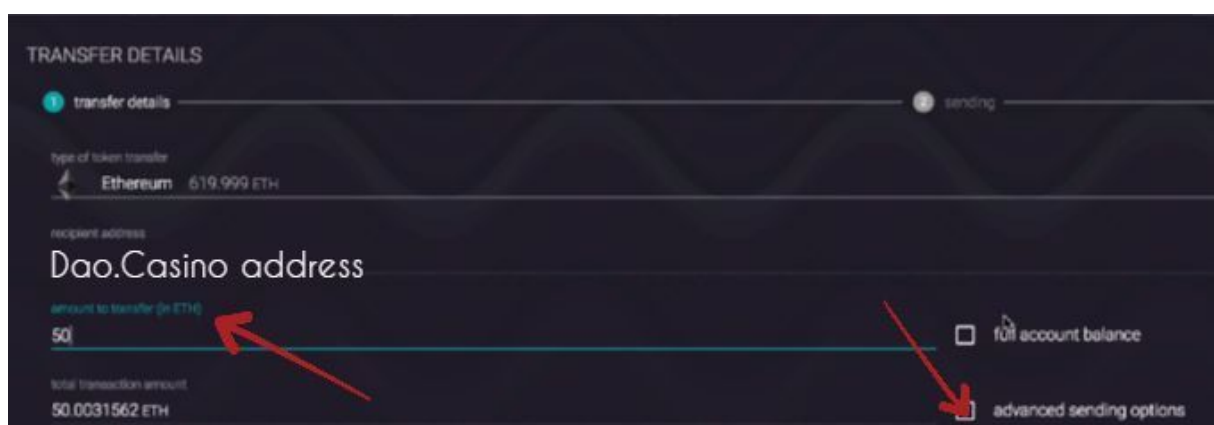 TRANSFER DETAILS
1 transfer details
2 sending
type of token transfer
Ethereum 619.999 ETH
recipient address
Dao.Casino address
amount to transfer (in ETH)
50
full account balance
total transaction amount
50.0031562 ETH
advanced sending options